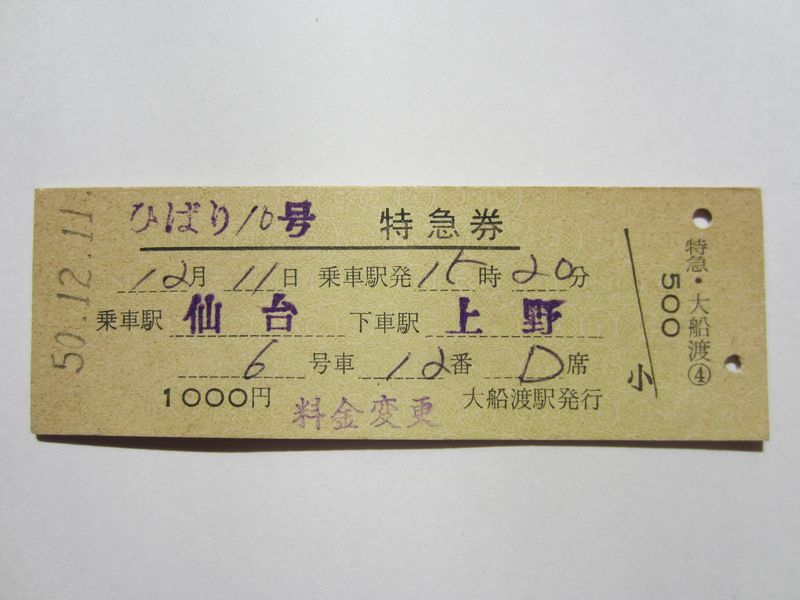 50.12.11.
ひばり10号 特急券
12月11日 乗車駅発15時20分
乗車駅 仙台 下車駅 上野
6号車 12番 D席
1000円 料金変更 大船渡駅発行
小
特急・大船渡④
500